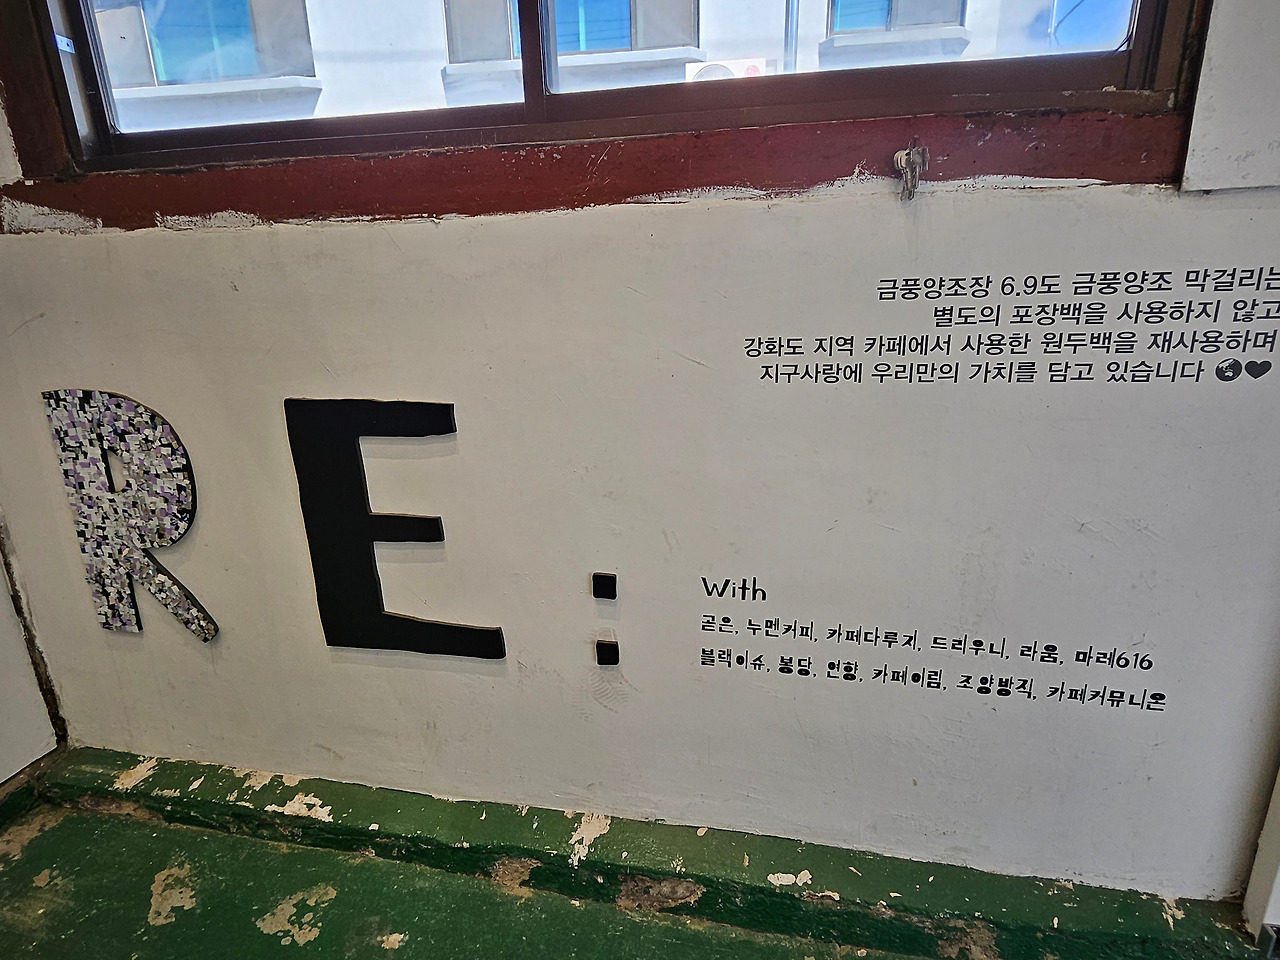 금풍양조장 6.9도 금풍양조 막걸리는
별도의 포장백을 사용하지 않고
강화도 지역 카페에서 사용한 원두백을 재사용하며
지구사랑에 우리만의 가치를 담고 있습니다
RE:
With
곧은, 누멘커피, 카페다루지, 드리우니, 라움, 마레616
블랙이슈, 봉당, 연향, 카페이림, 조양방직, 카페커뮤니온